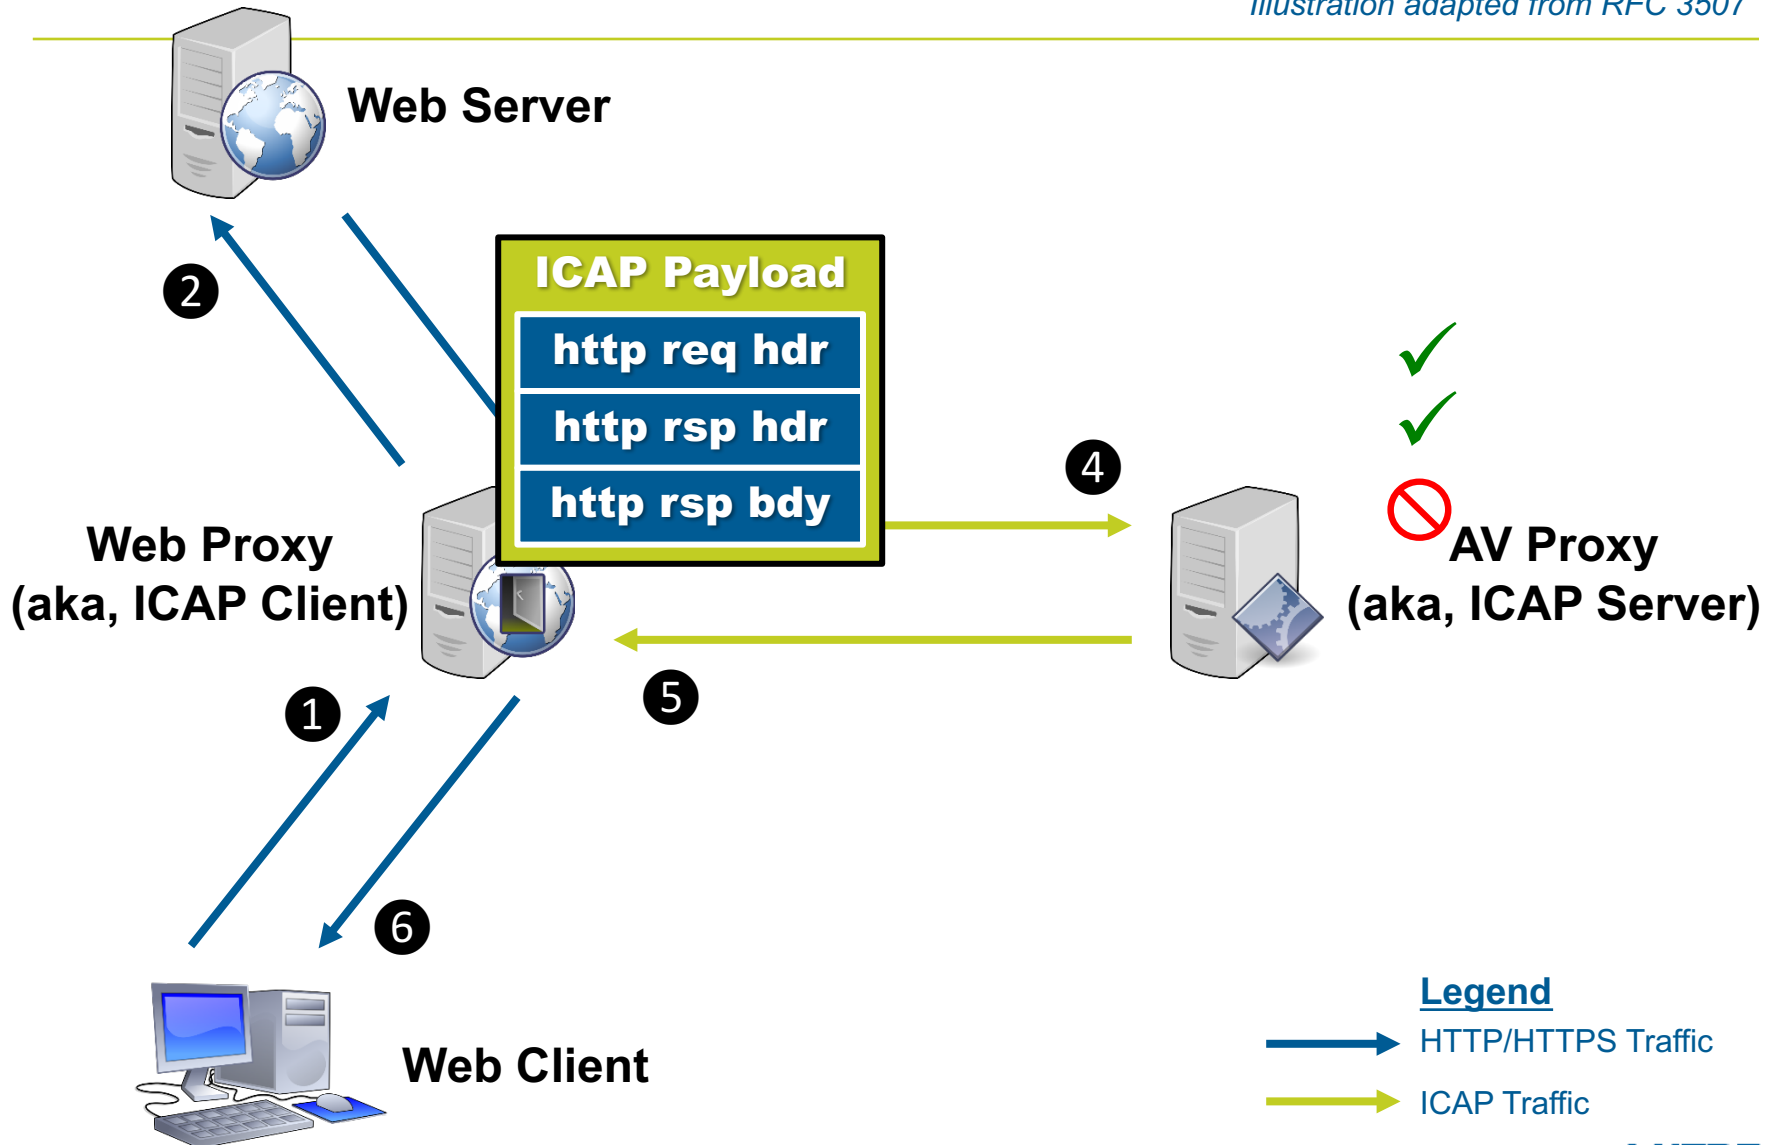 Illustration adapted from RFC 3507
Web Server
2
ICAP Payload
http req hdr
http rsp hdr
http rsp bdy
4
Web Proxy
(aka, ICAP Client)
AV Proxy
(aka, ICAP Server)
5
1
6
Web Client
Legend
HTTP/HTTPS Traffic
ICAP Traffic